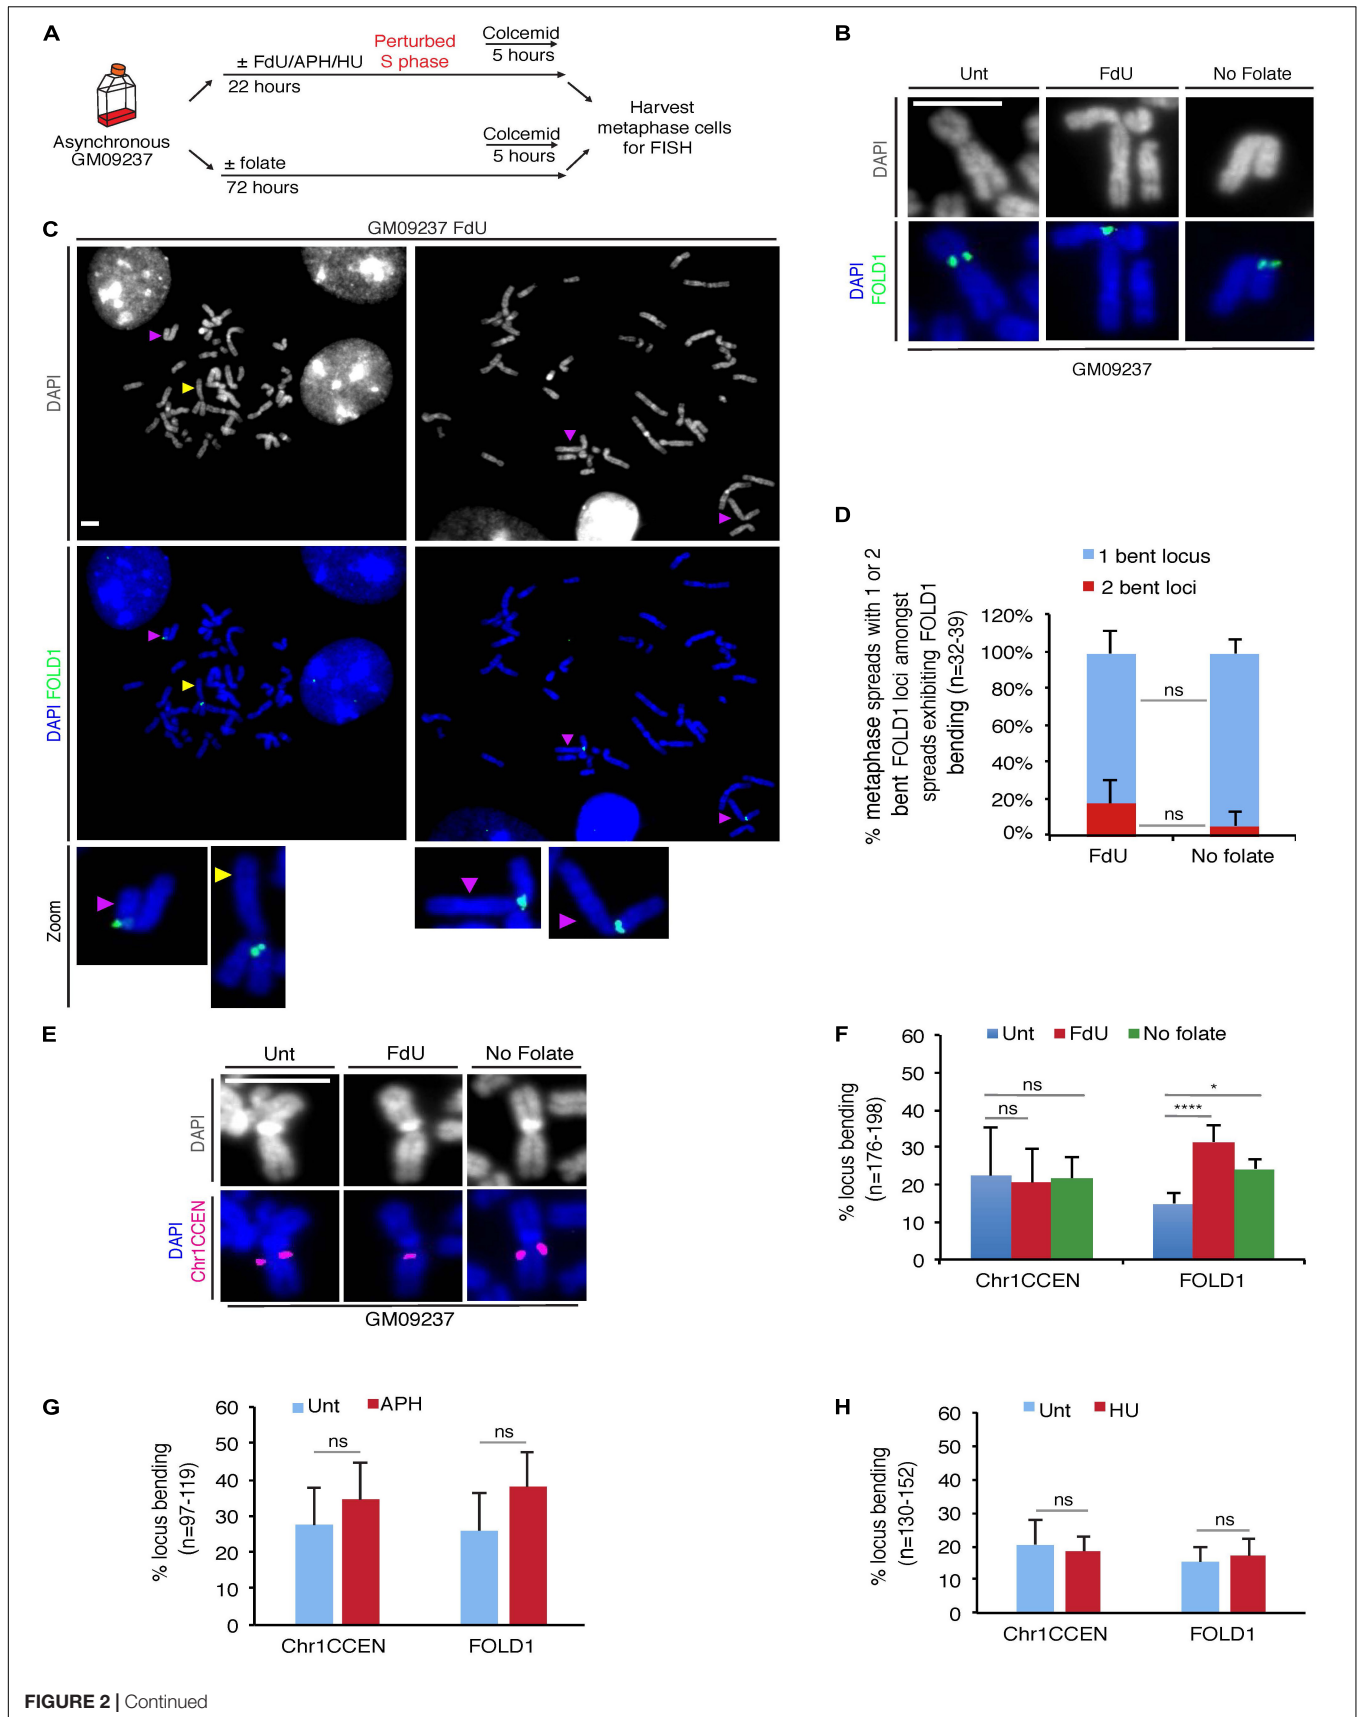 A
Asynchronous
GM09237
± FdU/APH/HU
22 hours
Perturbed
S phase
Colcemid
5 hours
± folate
72 hours
Colcemid
5 hours
Harvest
metaphase cells
for FISH
B
Unt
FdU
No Folate
DAPI
DAPI
FOLD1
GM09237
C
GM09237 FdU
DAPI
DAPI FOLD1
Zoom
D
% metaphase spreads with 1 or 2
bent FOLD1 loci amongst
spreads exhibiting FOLD1
bending (n=32-39)
1 bent locus
2 bent loci
120%
100%
80%
60%
40%
20%
0%
ns
ns
FdU
No folate
E
Unt
FdU
No Folate
DAPI
DAPI
Chr1CCEN
GM09237
F
% locus bending
(n=176-198)
Unt
FdU
No folate
60
50
40
30
20
10
0
ns
ns
*
****
Chr1CCEN
FOLD1
G
% locus bending
(n=97-119)
Unt
APH
60
50
40
30
20
10
0
ns
ns
Chr1CCEN
FOLD1
H
% locus bending
(n=130-152)
Unt
HU
60
50
40
30
20
10
0
ns
ns
Chr1CCEN
FOLD1
FIGURE 2 | Continued